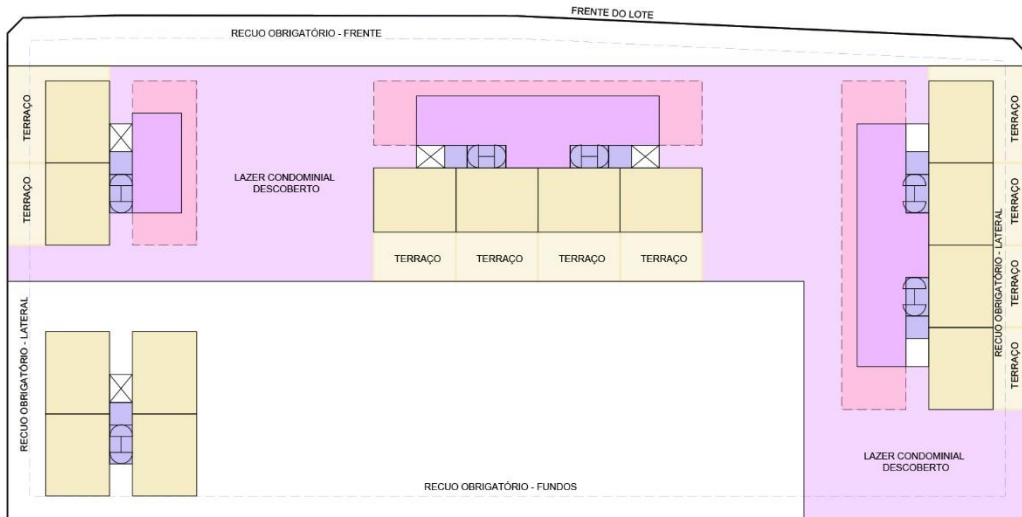 FRENTE DO LOTE
RECUO OBRIGATÓRIO - FRENTE
TERRAÇO
TERRAÇO
LAZER CONDOMINIAL
DESCOBERTO
TERRAÇO
TERRAÇO
TERRAÇO
TERRAÇO
TERRAÇO
TERRAÇO
TERRAÇO
TERRAÇO
RECUO OBRIGATÓRIO - LATERAL
RECUO OBRIGATÓRIO - LATERAL
LAZER CONDOMINIAL
DESCOBERTO
RECUO OBRIGATÓRIO - FUNDOS